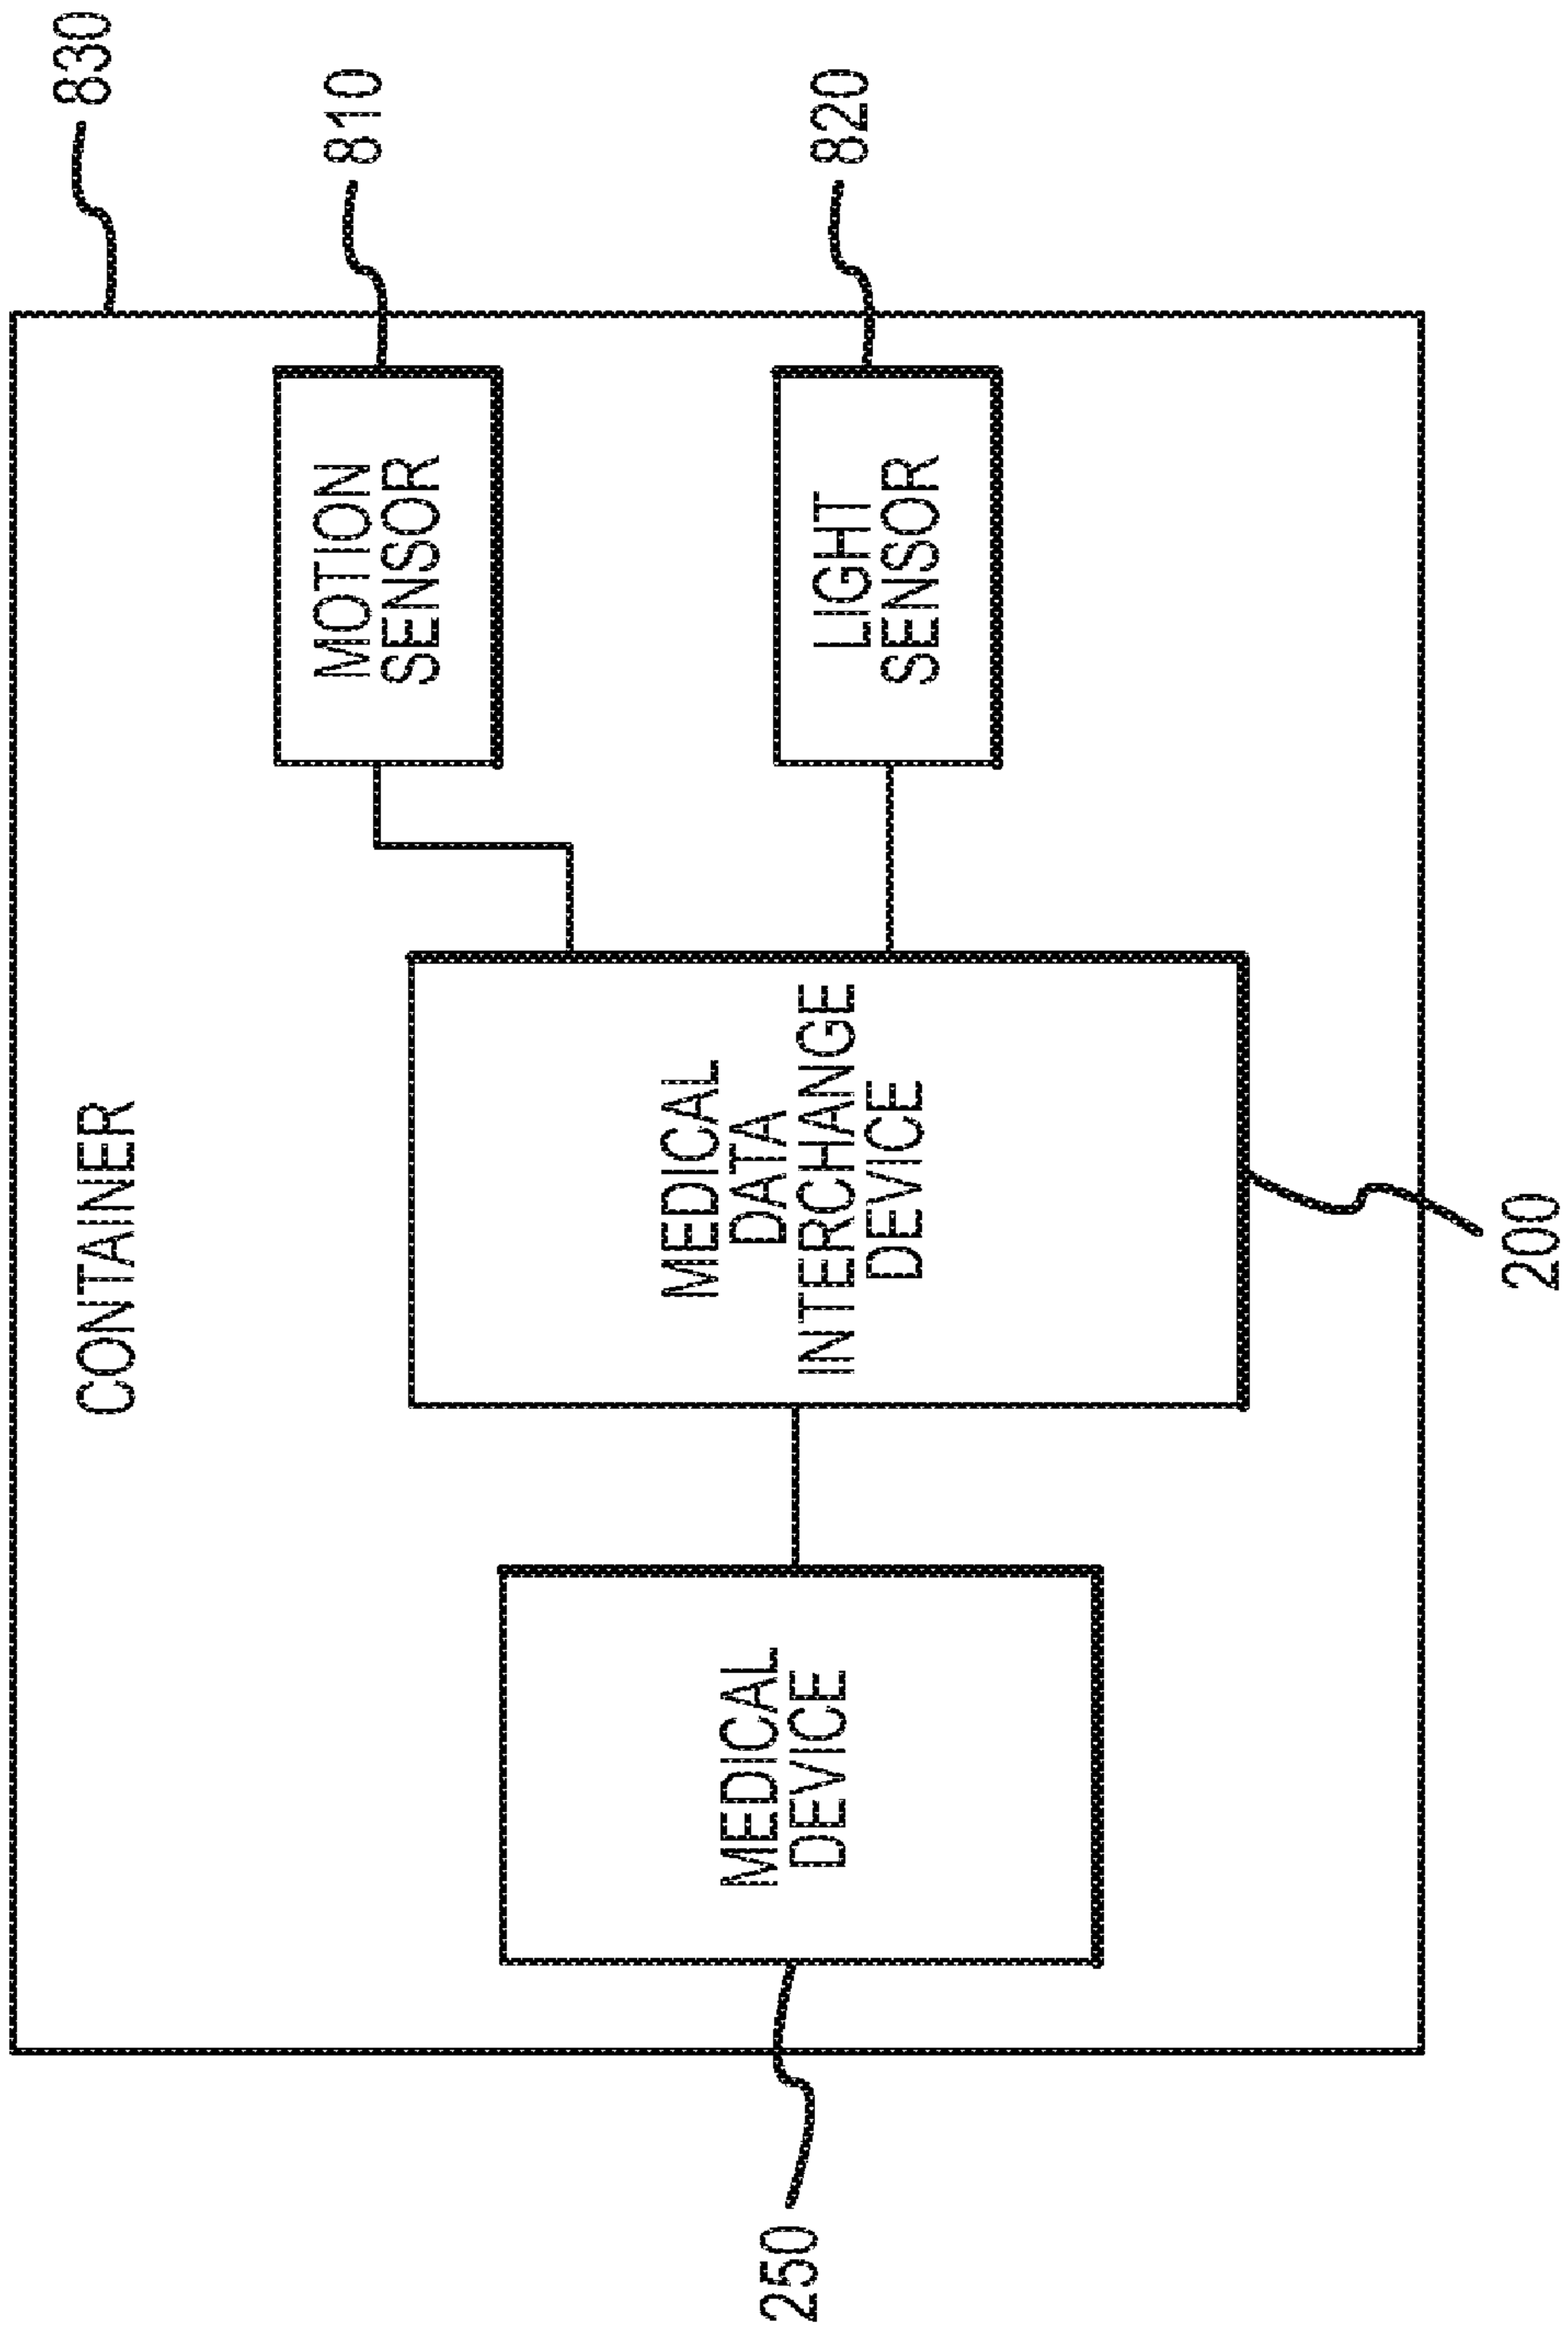 CONTAINER
830
MEDICAL
DEVICE
250
MEDICAL
DATA
INTERCHANGE
DEVICE
200
MOTION
SENSOR
810
LIGHT
SENSOR
820